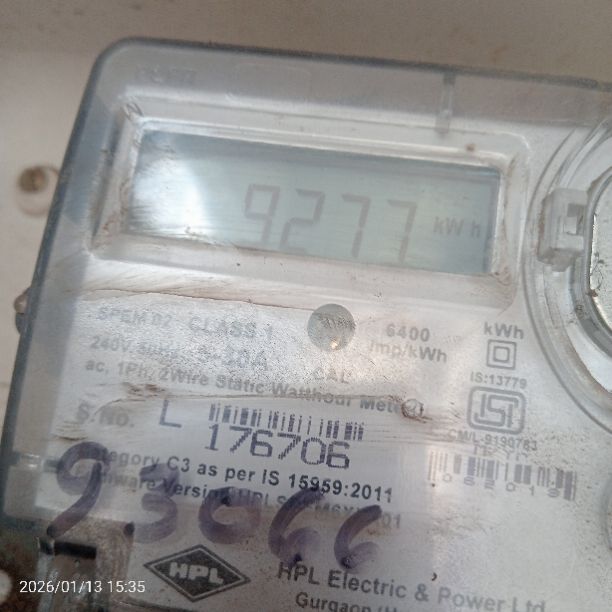 9277 kWh
SPEM 02 CLASS 1
6400
imp/kWh
kWh
CAL
ac, 1Ph, 2Wire Static Watthour Meter
IS:13779
S.No. L
176706
ISI
Category C3 as per IS 15959:2011
93066
HPL
HPL Electric & Power Ltd
Gurgaon
2026/01/13 15:35